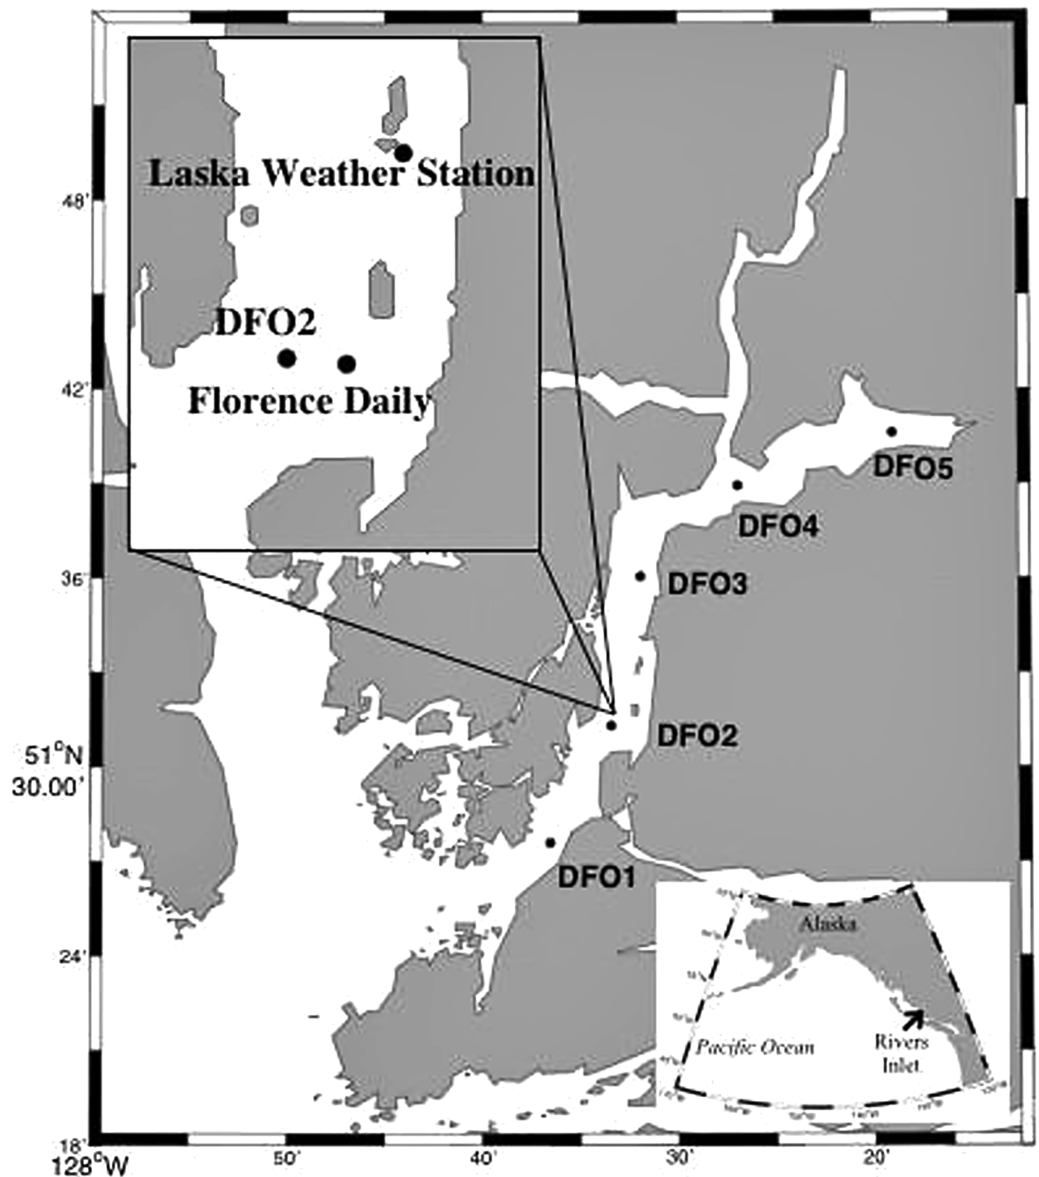 Laska Weather Station
48'
DFO2
42'
Florence Daily
DFO5
DFO4
36'
DFO3
DFO2
51°N
30.00'
DFO1
Alaska
24'
Rivers
Pacific Ocean
Inlet
18'
128°W
50'
40'
30'
20'